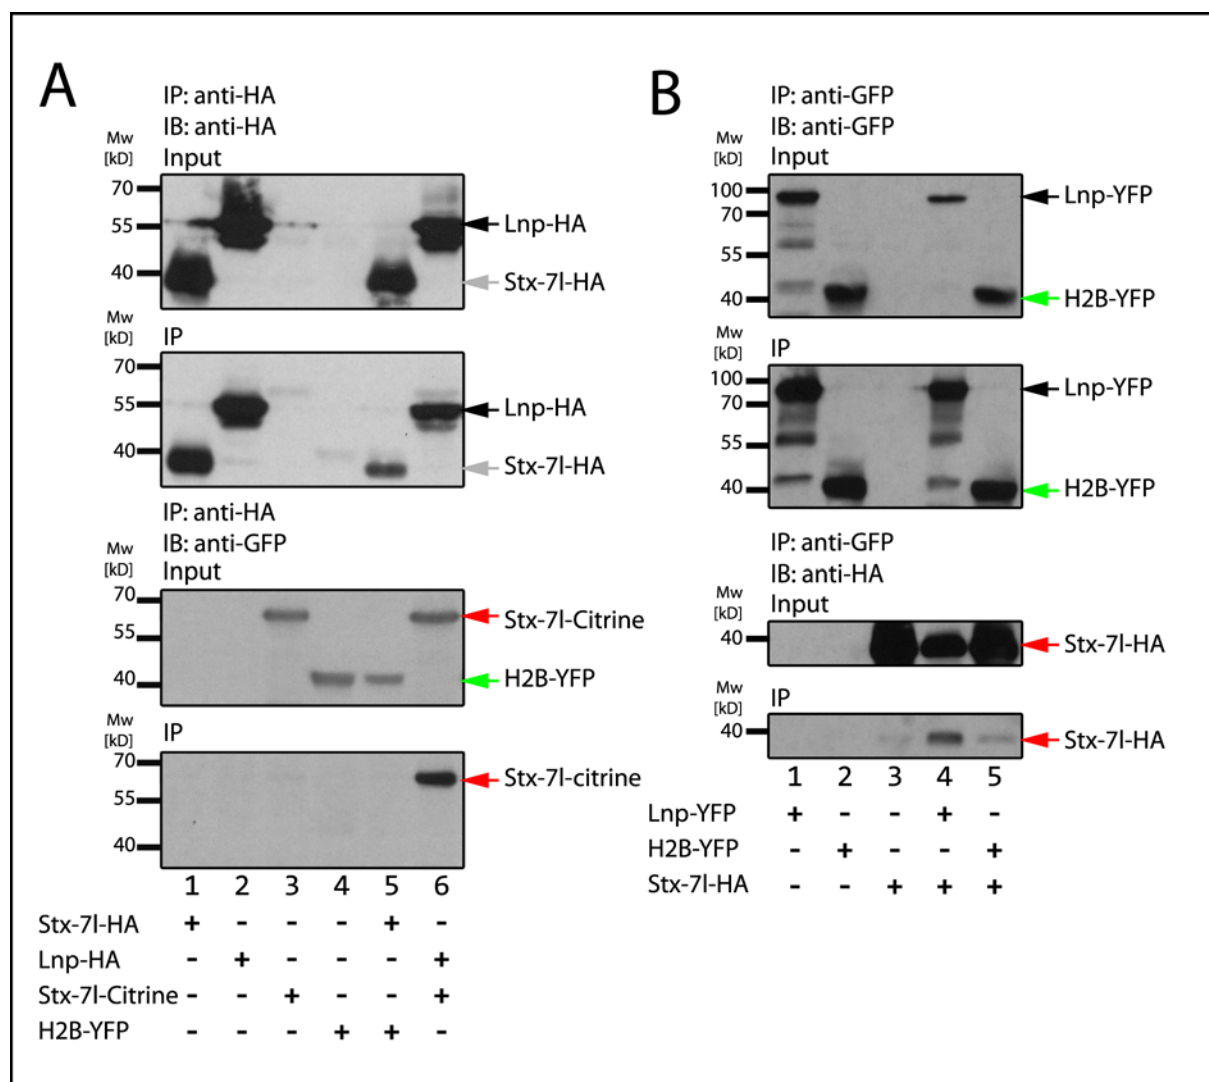 A
IP: anti-HA
IB: anti-HA
Input
Mw
[kD]
70
55
40
Lnp-HA
Stx-7l-HA
Mw
[kD]
IP
70
55
40
Lnp-HA
Stx-7l-HA
IP: anti-HA
IB: anti-GFP
Input
Mw
[kD]
70
55
40
Stx-7l-Citrine
H2B-YFP
Mw
[kD]
IP
70
55
40
Stx-7l-citrine
1 2 3 4 5 6
Stx-7l-HA + - - - + -
Lnp-HA - + - - - +
Stx-7l-Citrine - - + - - +
H2B-YFP - - - + + -
B
IP: anti-GFP
IB: anti-GFP
Input
Mw
[kD]
100
70
55
40
Lnp-YFP
H2B-YFP
Mw
[kD]
IP
100
70
55
40
Lnp-YFP
H2B-YFP
IP: anti-GFP
IB: anti-HA
Input
Mw
[kD]
40
Stx-7l-HA
Mw
[kD]
IP
40
Stx-7l-HA
1 2 3 4 5
Lnp-YFP + - - + -
H2B-YFP - + - - +
Stx-7l-HA - - + + +